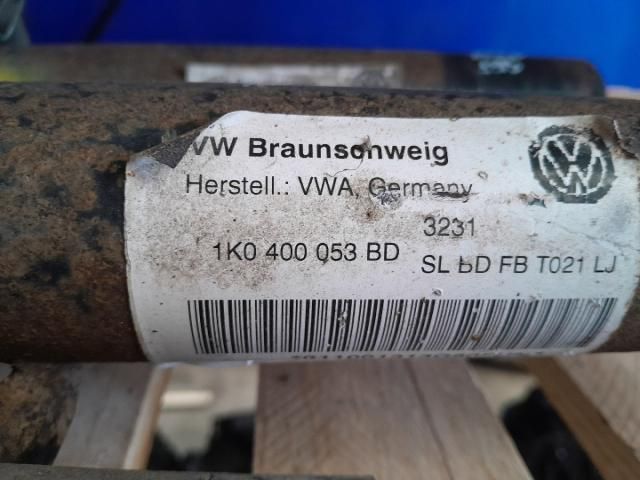 VW Braunschweig
Herstell.: VWA, Germany
3231
1K0 400 053 BD
SL BD FB T021 LJ